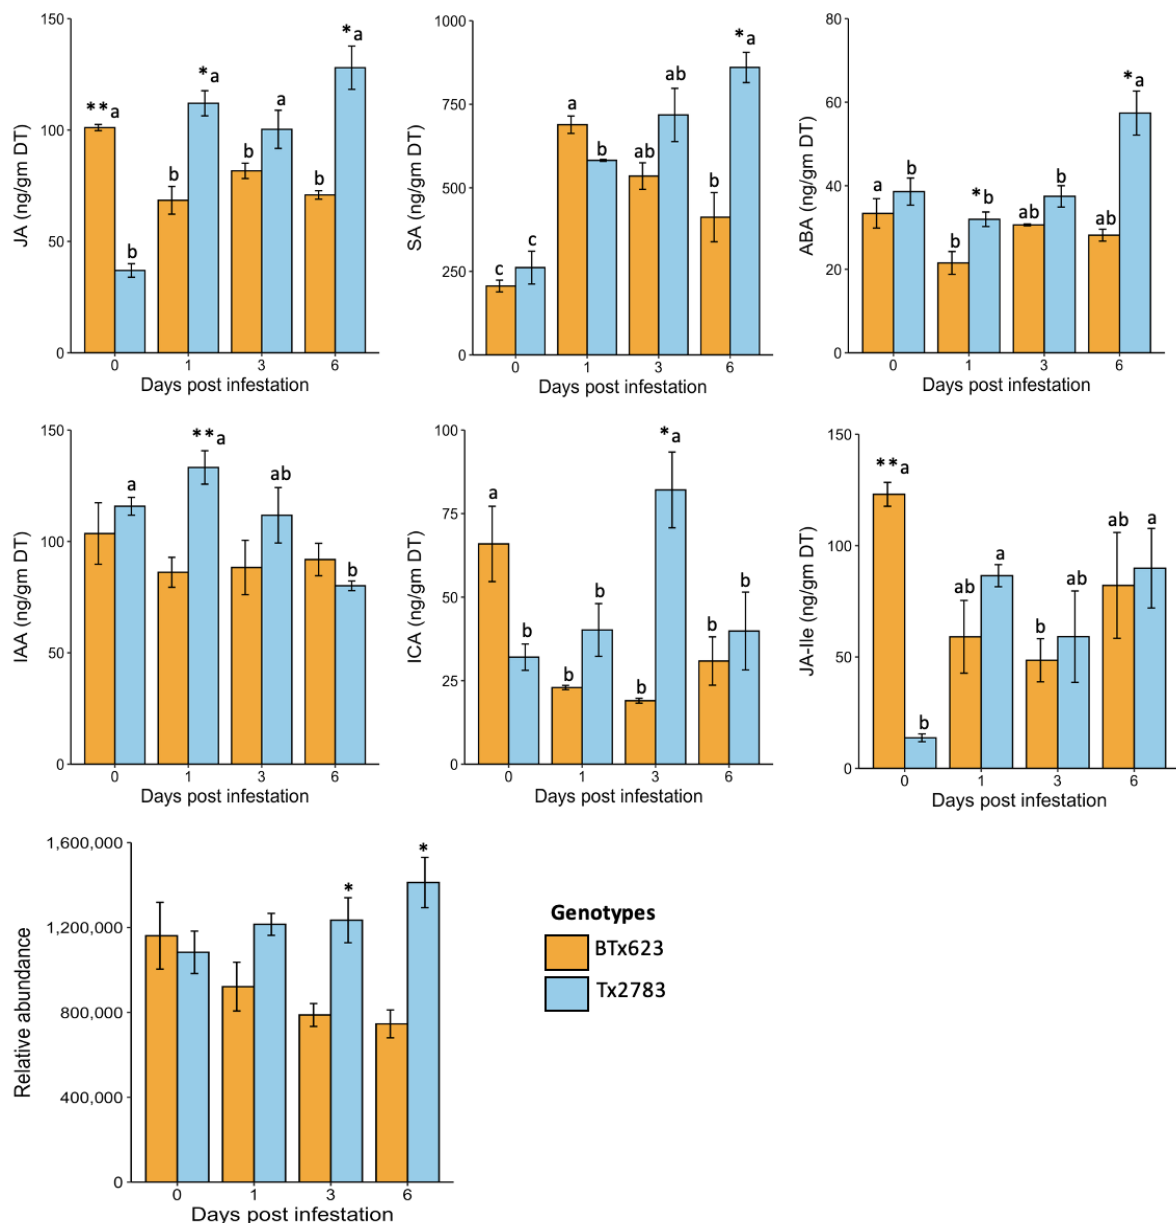 150
100
50
0
JA (ng/gm DT)
**a
b
b
*a
b
a
b
*a
0 1 3 6
Days post infestation
1000
750
500
250
0
SA (ng/gm DT)
c
c
a
b
ab
ab
b
*a
0 1 3 6
Days post infestation
80
60
40
20
0
ABA (ng/gm DT)
a
b
b
*b
ab
b
ab
*a
0 1 3 6
Days post infestation
150
100
50
0
IAA (ng/gm DT)
a
**a
ab
b
0 1 3 6
Days post infestation
100
75
50
25
0
ICA (ng/gm DT)
a
b
b
b
b
*a
b
b
0 1 3 6
Days post infestation
150
100
50
0
JA-Ile (ng/gm DT)
**a
b
ab
a
b
ab
ab
a
0 1 3 6
Days post infestation
1,600,000
1,200,000
800,000
400,000
0
Relative abundance
*
*
0 1 3 6
Days post infestation
Genotypes
BTx623
Tx2783